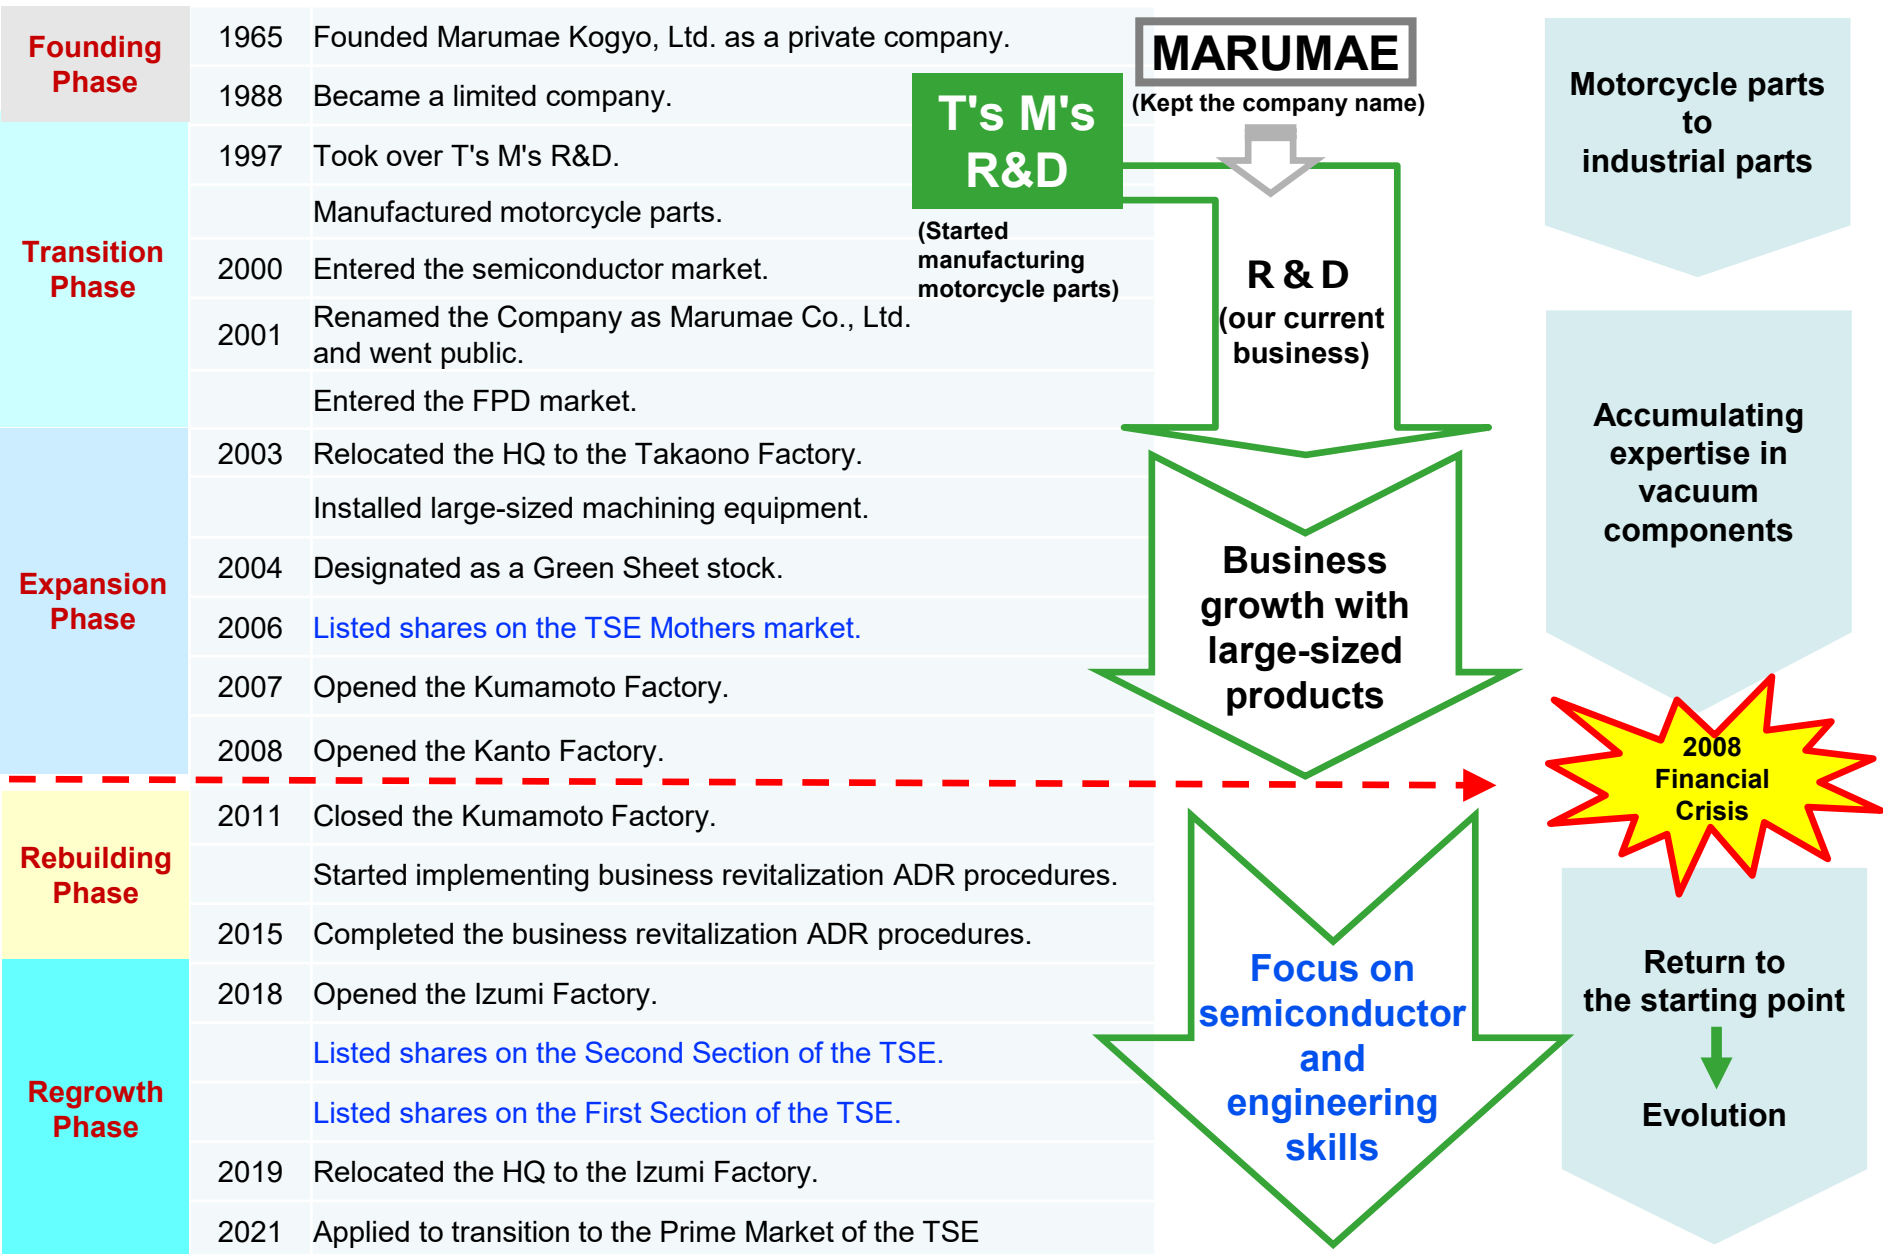 Founding
Phase
1965 Founded Marumae Kogyo, Ltd. as a private company.
1988 Became a limited company.
Transition
Phase
1997 Took over T's M's R&D.
Manufactured motorcycle parts.
2000 Entered the semiconductor market.
2001 Renamed the Company as Marumae Co., Ltd.
and went public.
Entered the FPD market.
Expansion
Phase
2003 Relocated the HQ to the Takaono Factory.
Installed large-sized machining equipment.
2004 Designated as a Green Sheet stock.
2006 Listed shares on the TSE Mothers market.
2007 Opened the Kumamoto Factory.
2008 Opened the Kanto Factory.
Rebuilding
Phase
2011 Closed the Kumamoto Factory.
Started implementing business revitalization ADR procedures.
2015 Completed the business revitalization ADR procedures.
Regrowth
Phase
2018 Opened the Izumi Factory.
Listed shares on the Second Section of the TSE.
Listed shares on the First Section of the TSE.
2019 Relocated the HQ to the Izumi Factory.
2021 Applied to transition to the Prime Market of the TSE
MARUMAE
(Kept the company name)
T's M's
R&D
(Started
manufacturing
motorcycle parts)
R & D
(our current
business)
Business
growth with
large-sized
products
Focus on
semiconductor
and
engineering
skills
Motorcycle parts
to
industrial parts
Accumulating
expertise in
vacuum
components
2008
Financial
Crisis
Return to
the starting point
Evolution